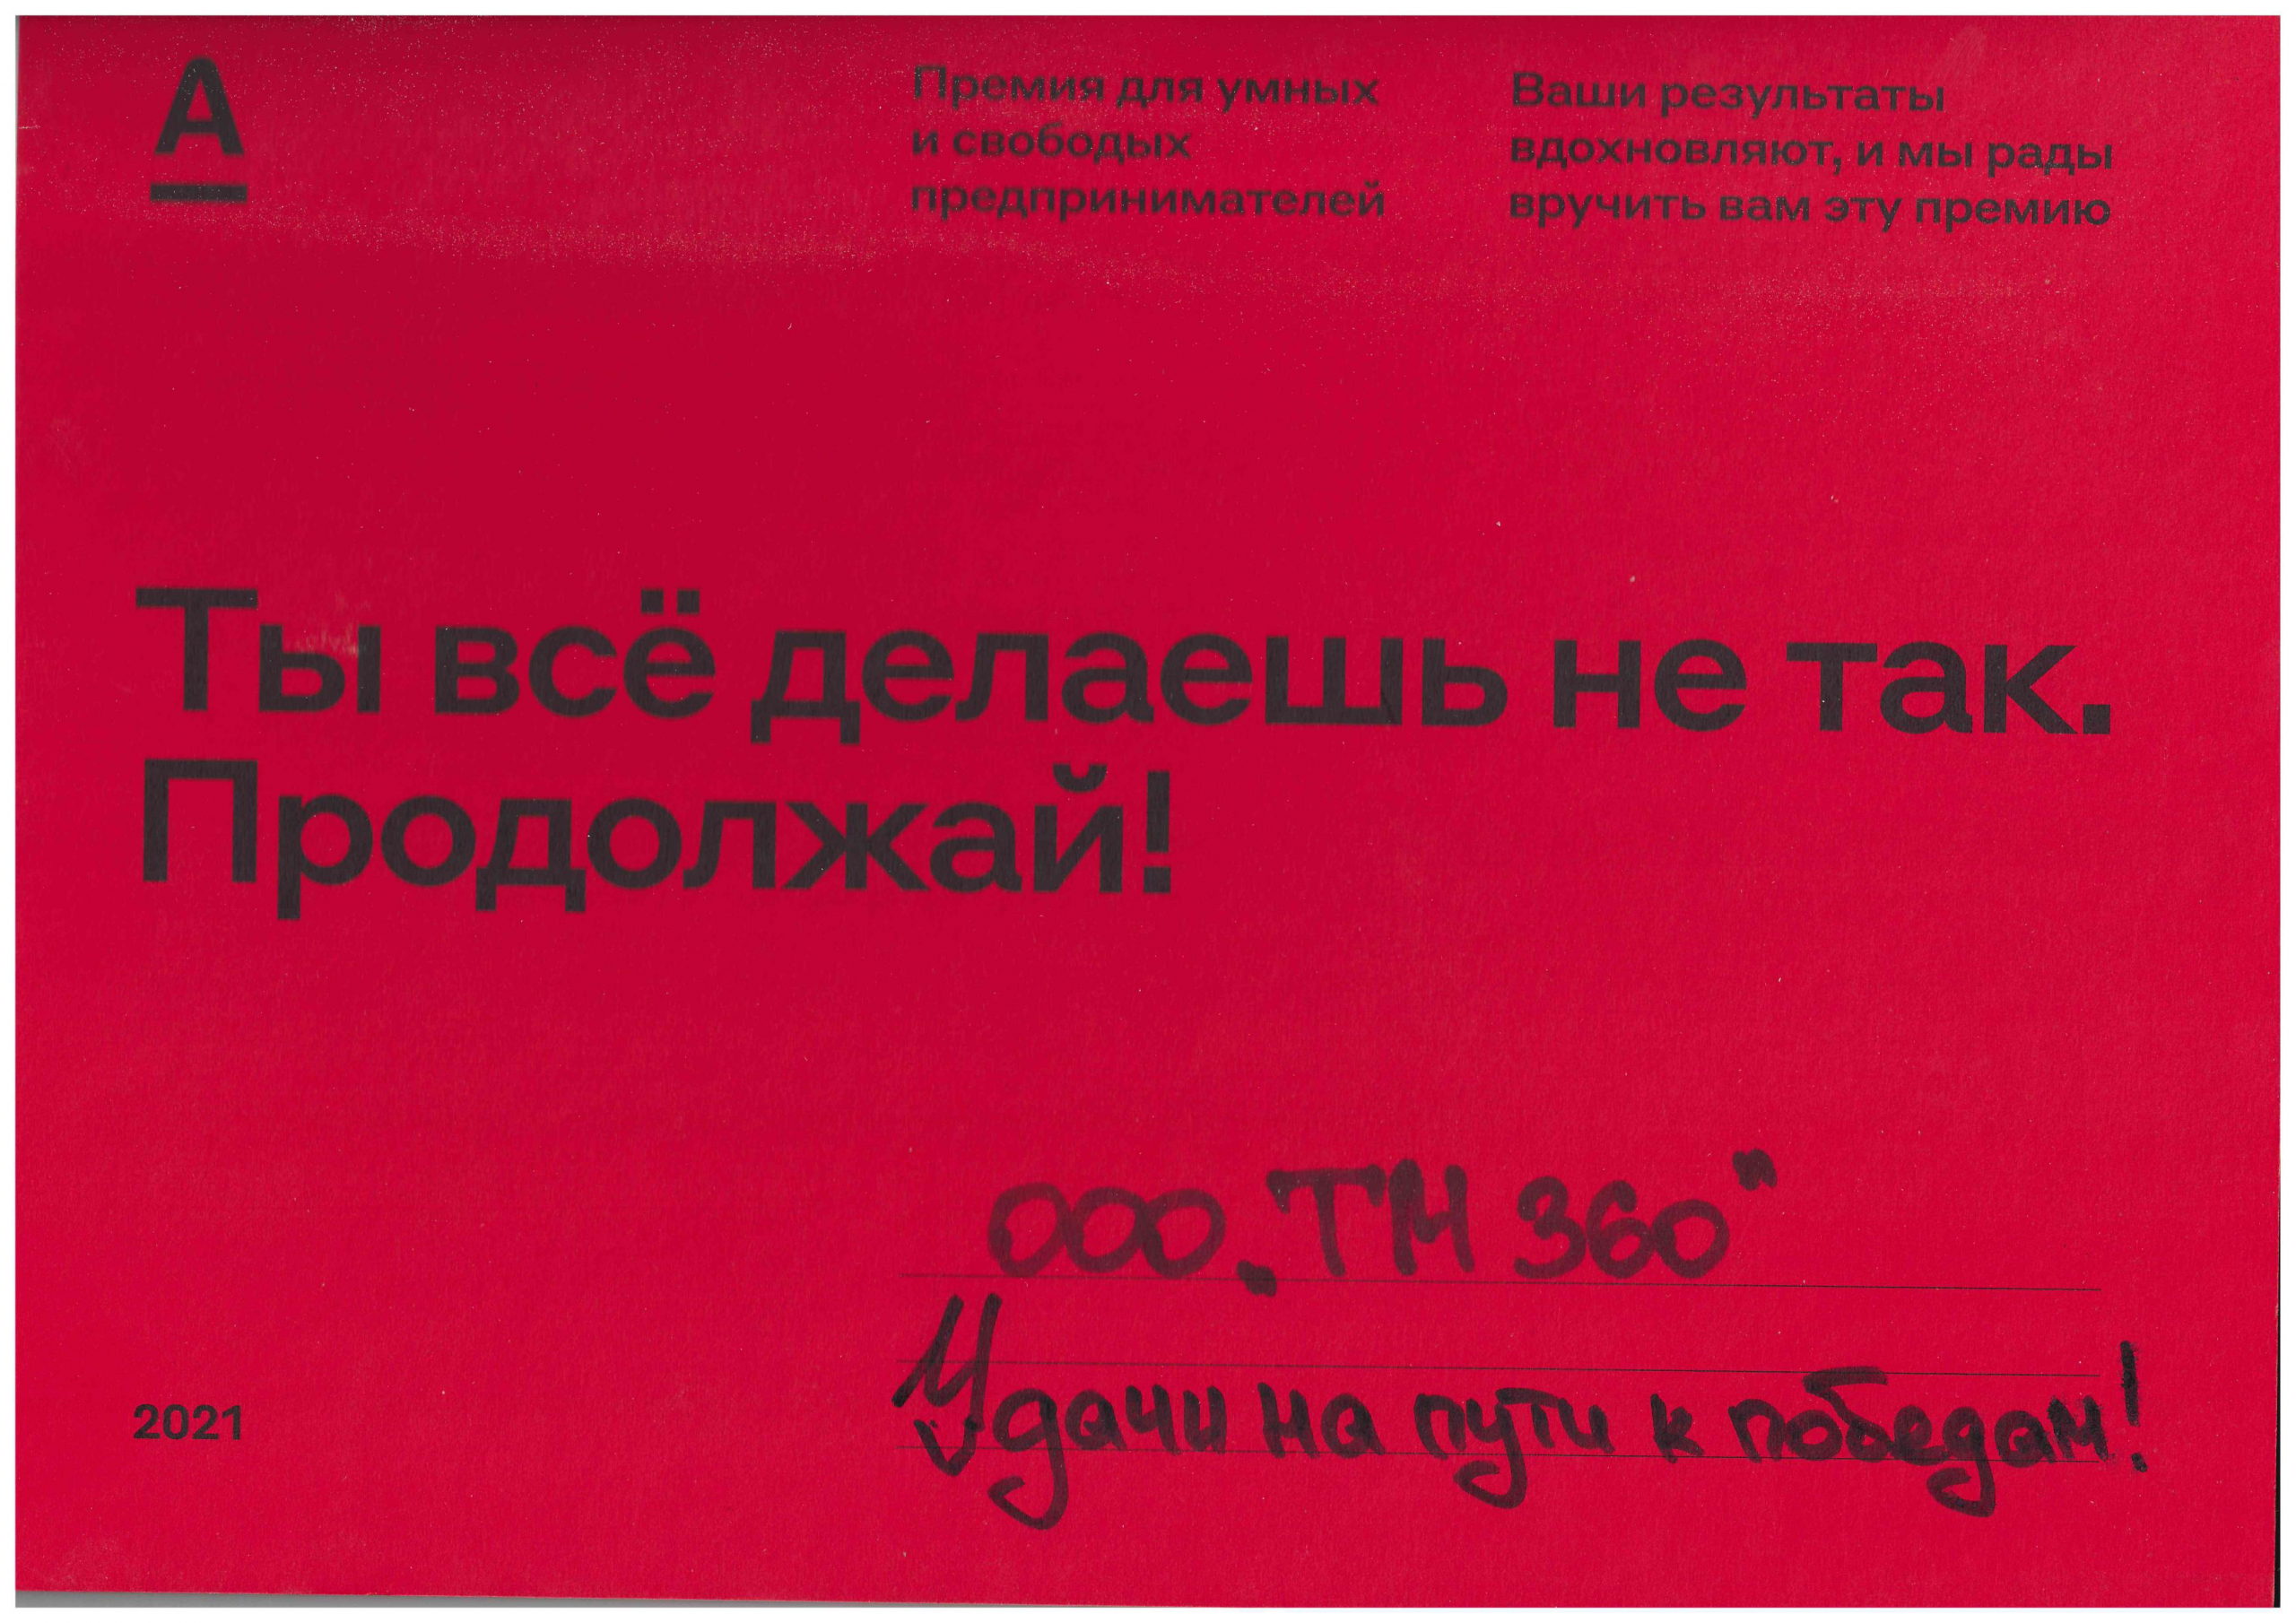 А
Премия для умных
и свободых
предпринимателей
Ваши результаты
вдохновляют, и мы рады
вручить вам эту премию
Ты всё делаешь не так.
Продолжай!
ООО „ТМ 360"
Удачи на пути к победам!
2021